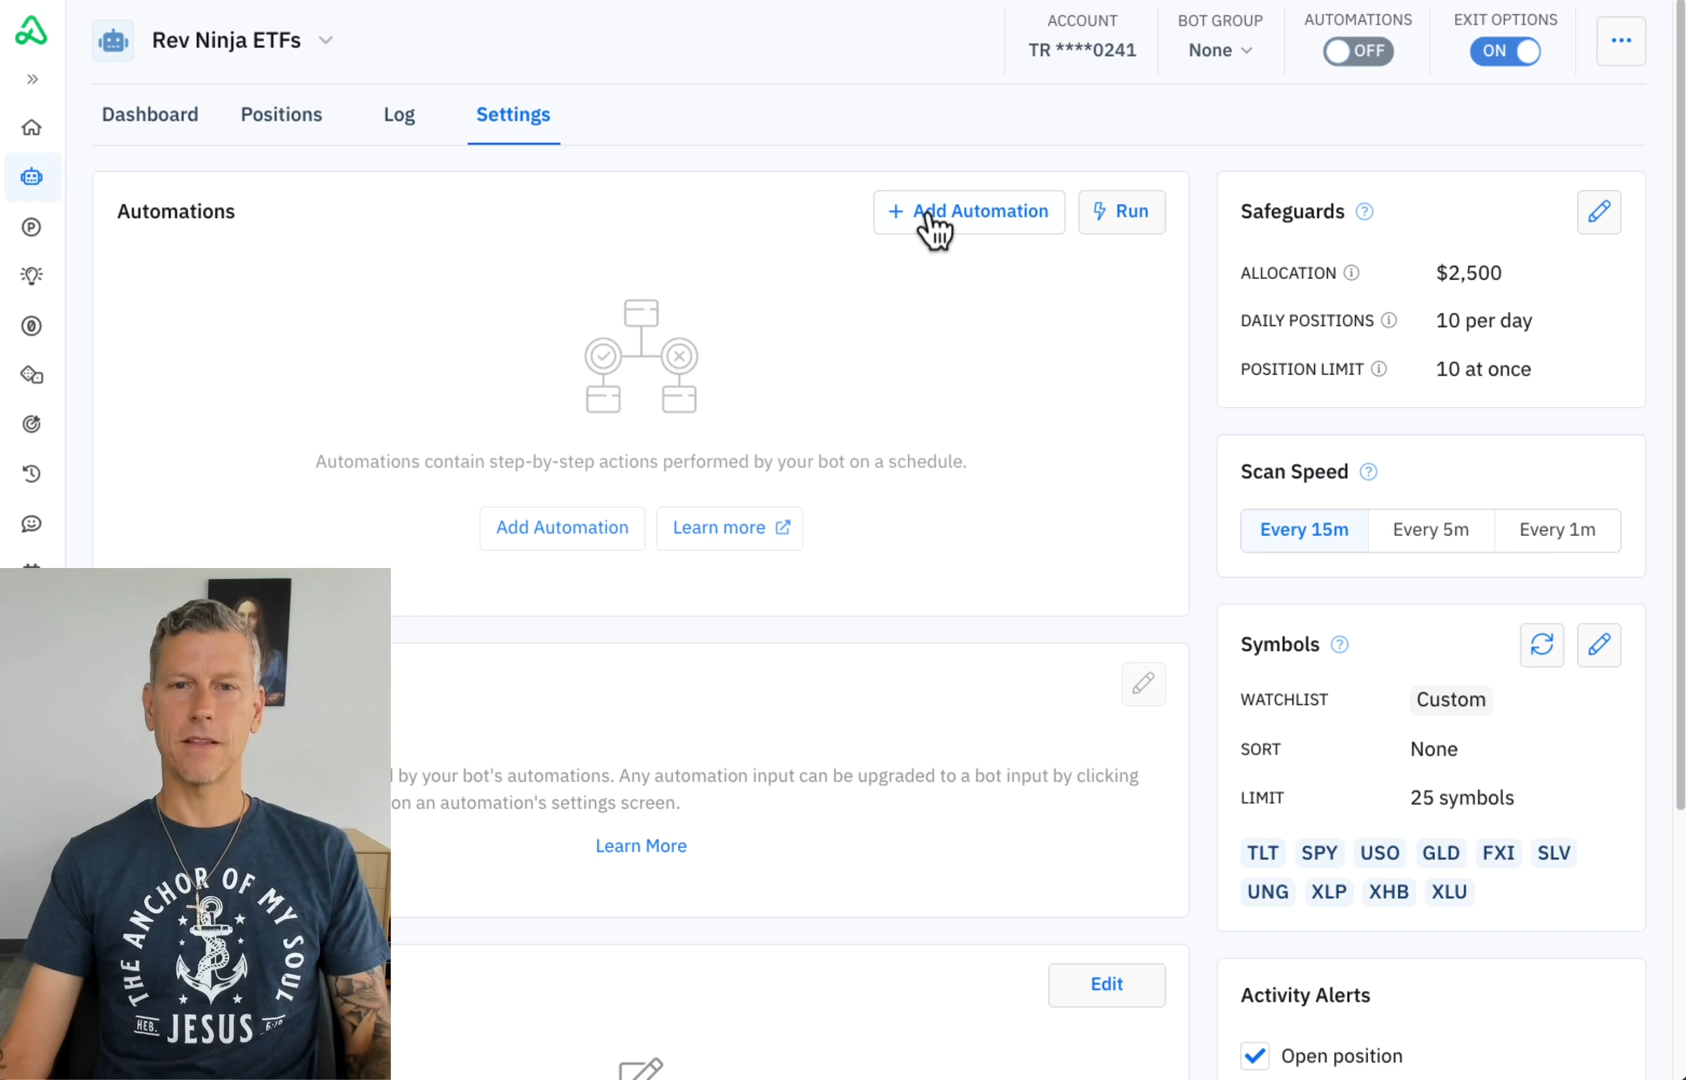 Rev Ninja ETFs
ACCOUNT
TR ****0241
BOT GROUP
None
AUTOMATIONS
OFF
EXIT OPTIONS
ON
Dashboard
Positions
Log
Settings
Automations
+ Add Automation
Run
Automations contain step-by-step actions performed by your bot on a schedule.
Add Automation
Learn more
by your bot's automations. Any automation input can be upgraded to a bot input by clicking
on an automation's settings screen.
Learn More
Edit
Safeguards
ALLOCATION
$2,500
DAILY POSITIONS
10 per day
POSITION LIMIT
10 at once
Scan Speed
Every 15m
Every 5m
Every 1m
Symbols
WATCHLIST
Custom
SORT
None
LIMIT
25 symbols
TLT SPY USO GLD FXI SLV
UNG XLP XHB XLU
Activity Alerts
Open position
THE ANCHOR OF MY SOUL
HEB. JESUS 6:19